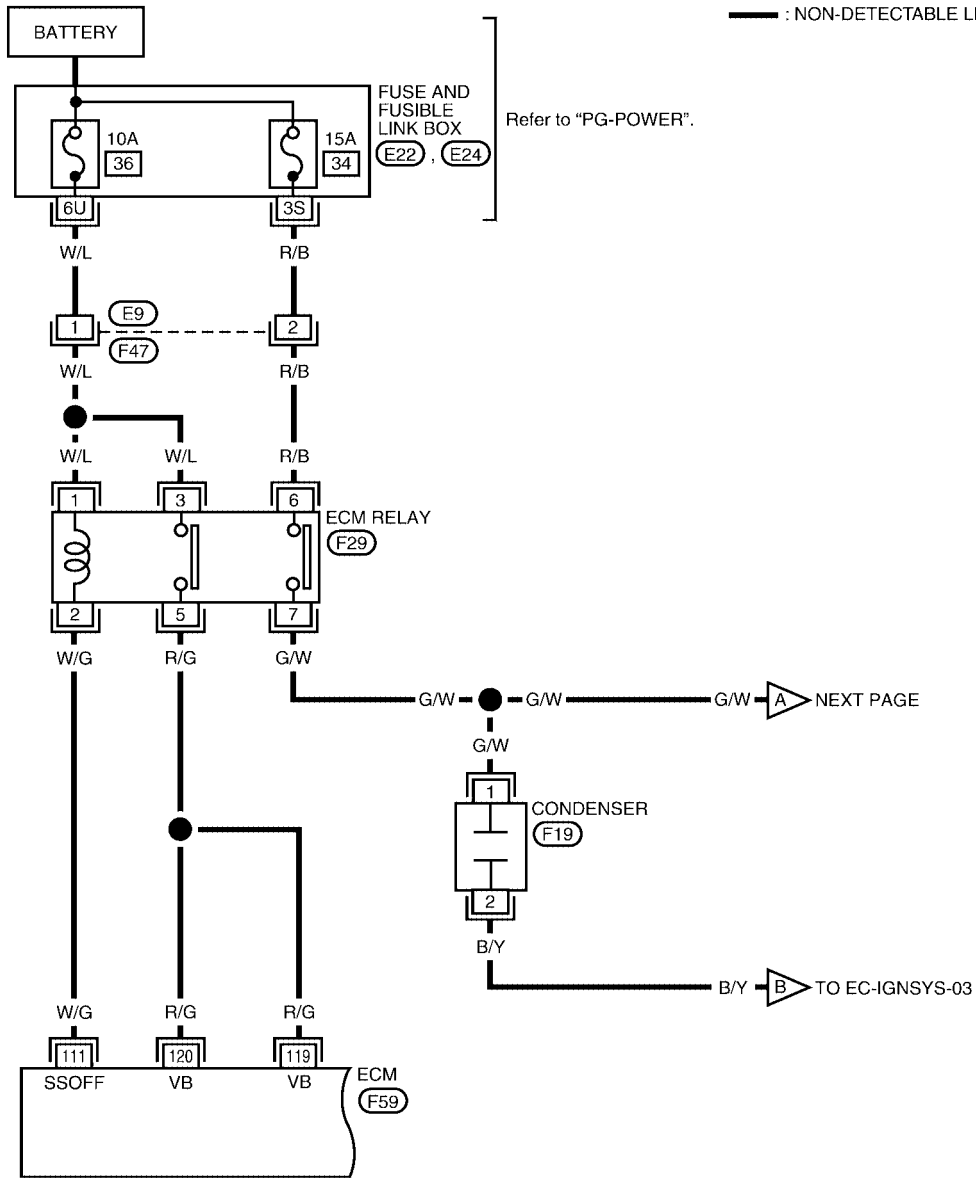 BATTERY
: NON-DETECTABLE LI
FUSE AND
FUSIBLE
LINK BOX
E22 , E24
Refer to “PG-POWER”.
10A
36
15A
34
6U
3S
W/L
R/B
1
E9
F47
2
W/L
R/B
W/L
W/L
R/B
1
3
6
ECM RELAY
F29
2
5
7
W/G
R/G
G/W
G/W
G/W
G/W
A
NEXT PAGE
G/W
1
CONDENSER
F19
2
B/Y
B/Y
B
TO EC-IGNSYS-03
W/G
R/G
R/G
111
120
119
SSOFF
VB
VB
ECM
F59